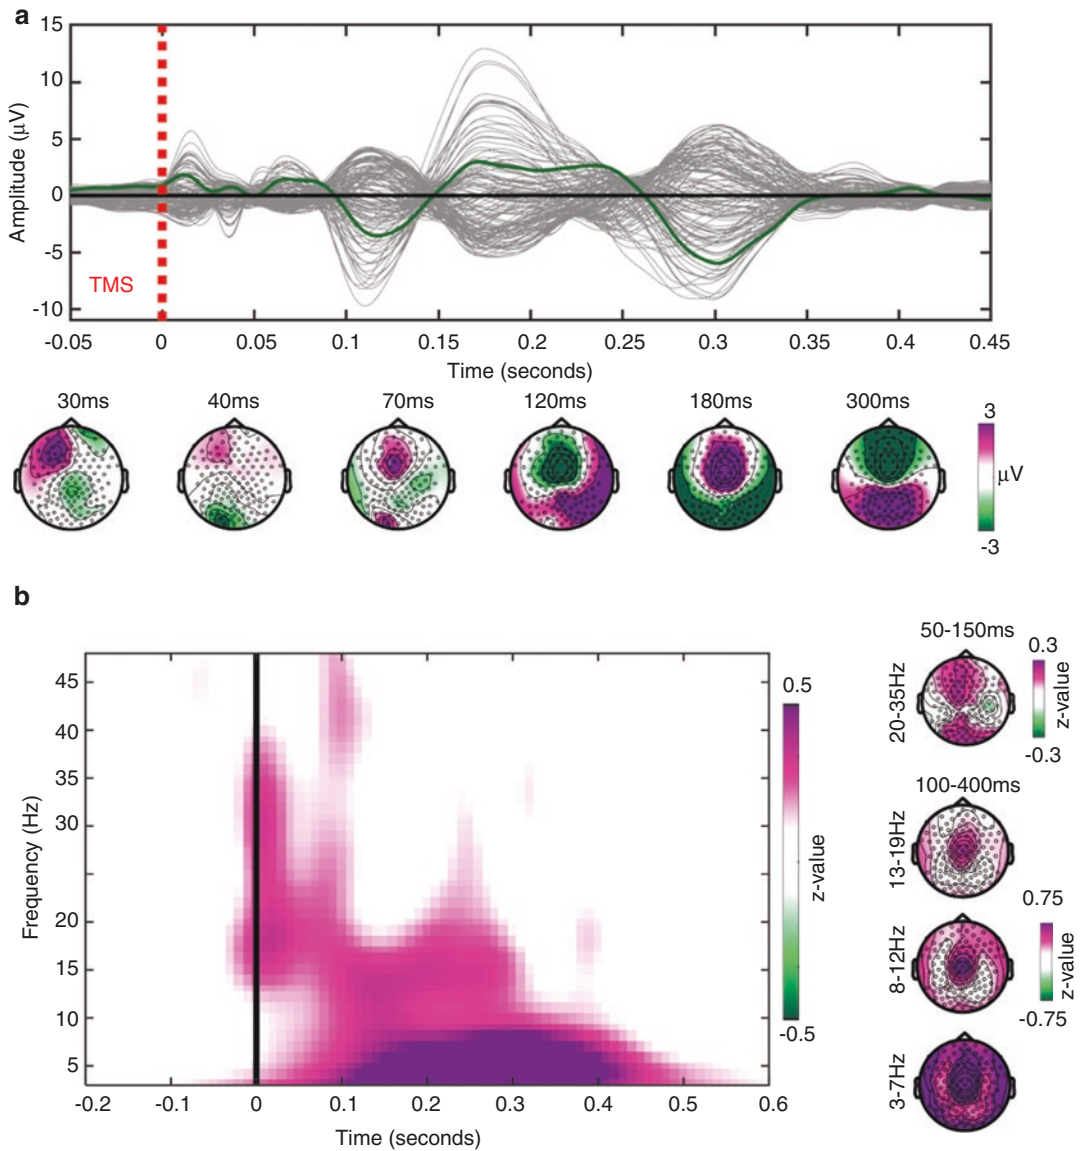 a
15
10
5
0
-5
-10
Amplitude (µV)
TMS
-0.05 0 0.05 0.1 0.15 0.2 0.25 0.3 0.35 0.4 0.45
Time (seconds)
30ms 40ms 70ms 120ms 180ms 300ms
3
µV
-3
b
45
40
35
30
20
15
10
5
Frequency (Hz)
-0.2 -0.1 0 0.1 0.2 0.3 0.4 0.5 0.6
Time (seconds)
0.5
z-value
-0.5
50-150ms
20-35Hz
0.3
z-value
-0.3
100-400ms
13-19Hz
8-12Hz
3-7Hz
0.75
z-value
-0.75